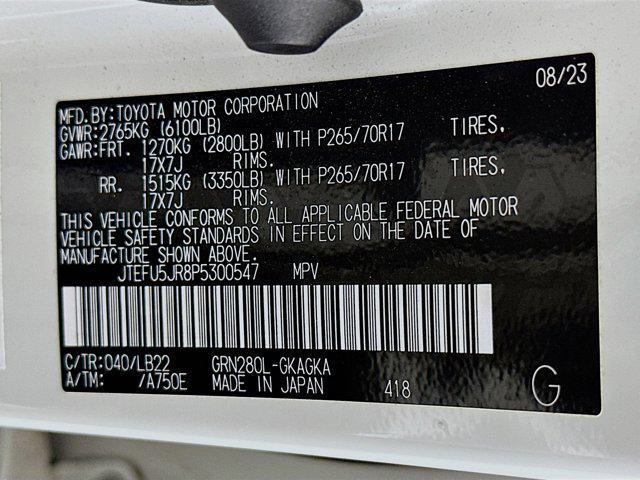 08/23
MFD.BY:TOYOTA MOTOR CORPORATION
GVWR:2765KG (6100LB)
GAWR:FRT. 1270KG (2800LB) WITH P265/70R17 TIRES,
17X7J RIMS.
RR. 1515KG (3350LB) WITH P265/70R17 TIRES,
17X7J RIMS.
THIS VEHICLE CONFORMS TO ALL APPLICABLE FEDERAL MOTOR
VEHICLE SAFETY STANDARDS IN EFFECT ON THE DATE OF
MANUFACTURE SHOWN ABOVE.
JTEFU5JR8P5300547 MPV
C/TR:040/LB22 GRN280L-GKAGKA
A/TM: /A750E MADE IN JAPAN 418 G